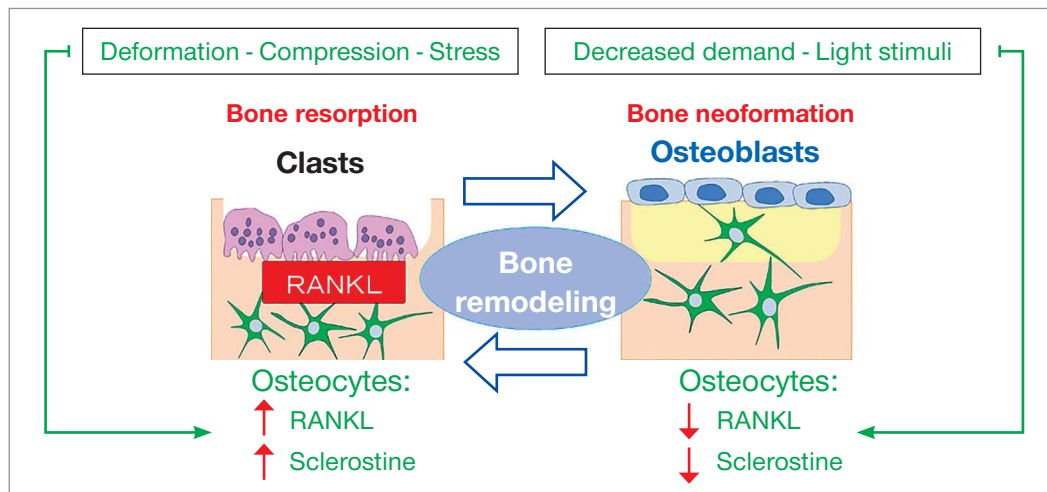 Deformation - Compression - Stress
Decreased demand - Light stimuli
Bone resorption
Bone neoformation
Clasts
Osteoblasts
RANKL
Bone
remodeling
Osteocytes:
RANKL
Sclerostine
Osteocytes:
RANKL
Sclerostine